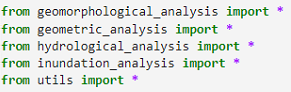 from geomorphological_analysis import *
from geometric_analysis import *
from hydrological_analysis import *
from inundation_analysis import *
from utils import *